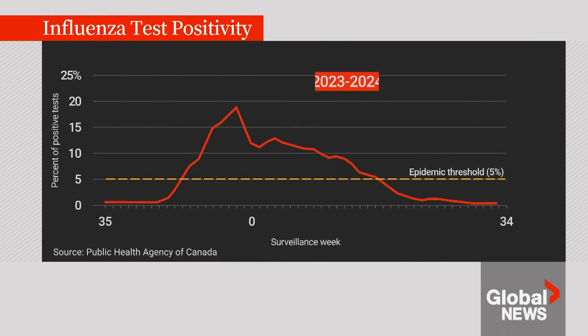 Influenza Test Positivity
25%
2023-2024
20
15
10
Epidemic threshold (5%)
5
0
Percent of positive tests
35
0
34
Surveillance week
Source: Public Health Agency of Canada
Global
NEWS